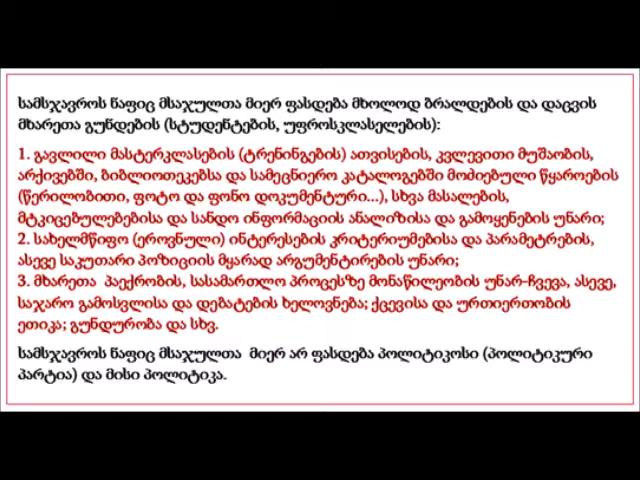 სამსჯავროს ნაფიც მსაჯულთა მიერ ფასდება მხოლოდ ბრალდების და დაცვის
მხარეთა გუნდების (სტუდენტების, უფროსკლასელების):
1. გავლილი მასტერკლასების (ტრენინგების) ათვისების, კვლევითი მუშაობის,
არქივებში, ბიბლიოთეკებსა და სამეცნიერო კატალოგებში მოძიებული წყაროების
(წერილობითი, ფოტო და ფონო დოკუმენტური...), სხვა მასალების,
მტკიცებულებებისა და სანდო ინფორმაციის ანალიზისა და გამოყენების უნარი;
2. სახელმწიფო (ეროვნული) ინტერესების კრიტერიუმებისა და პარამეტრების,
ასევე საკუთარი პოზიციის მყარად არგუმენტირების უნარი;
3. მხარეთა პაექრობის, სასამართლო პროცესზე მონაწილეობის უნარ-ჩვევა, ასევე,
საჯარო გამოსვლისა და დებატების ხელოვნება; ქცევისა და ურთიერთობის
ეთიკა; გუნდურობა და სხვ.
სამსჯავროს ნაფიც მსაჯულთა მიერ არ ფასდება პოლიტიკოსი (პოლიტიკური
პარტია) და მისი პოლიტიკა.